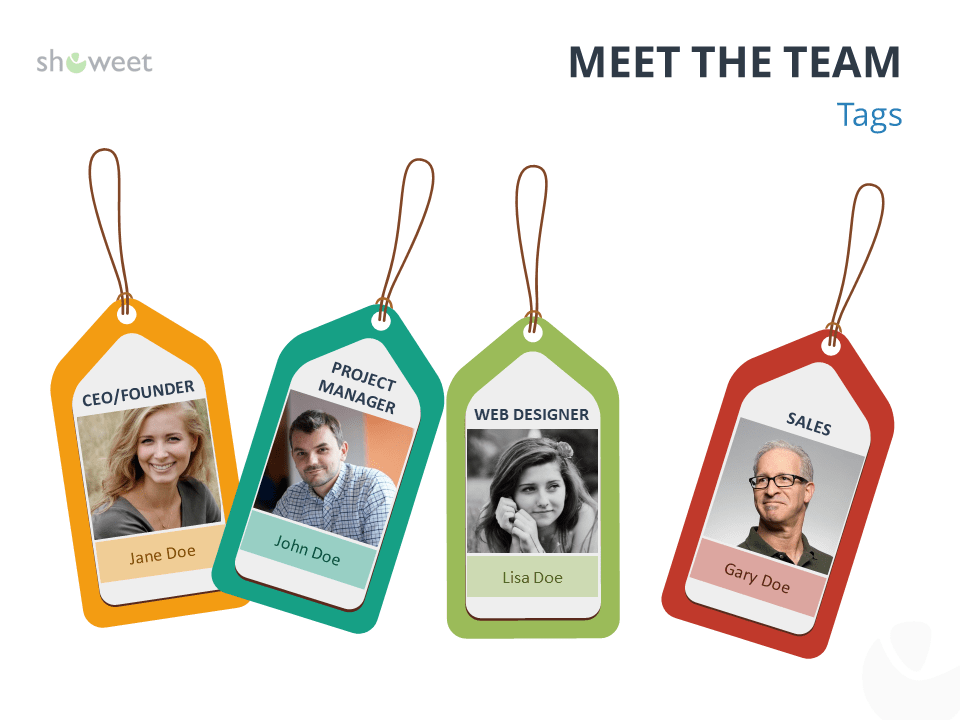 showeet
MEET THE TEAM
Tags
CEO/FOUNDER
Jane Doe
PROJECT
MANAGER
John Doe
WEB DESIGNER
Lisa Doe
SALES
Gary Doe